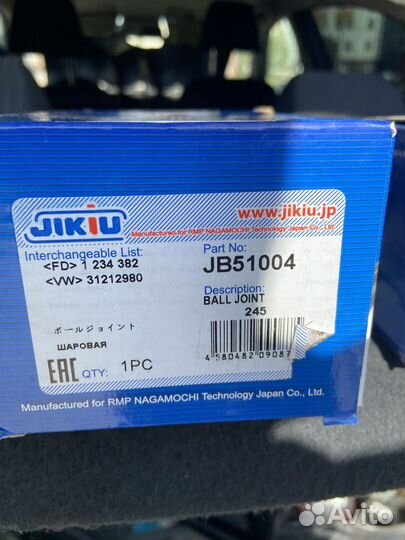 JIKIU
www.jikiu.jp
Manufactured for RMP NAGAMOCHI Technology Japan Co., Ltd.
Interchangeable List:
<FD> 1 234 382
<VW> 31212980
Part No:
JB51004
Description:
BALL JOINT
245
ボールジョイント
ШАРОВАЯ
EAC QTY: 1PC
4 580482 09087
Manufactured for RMP NAGAMOCHI Technology Japan Co., Ltd.
Avito